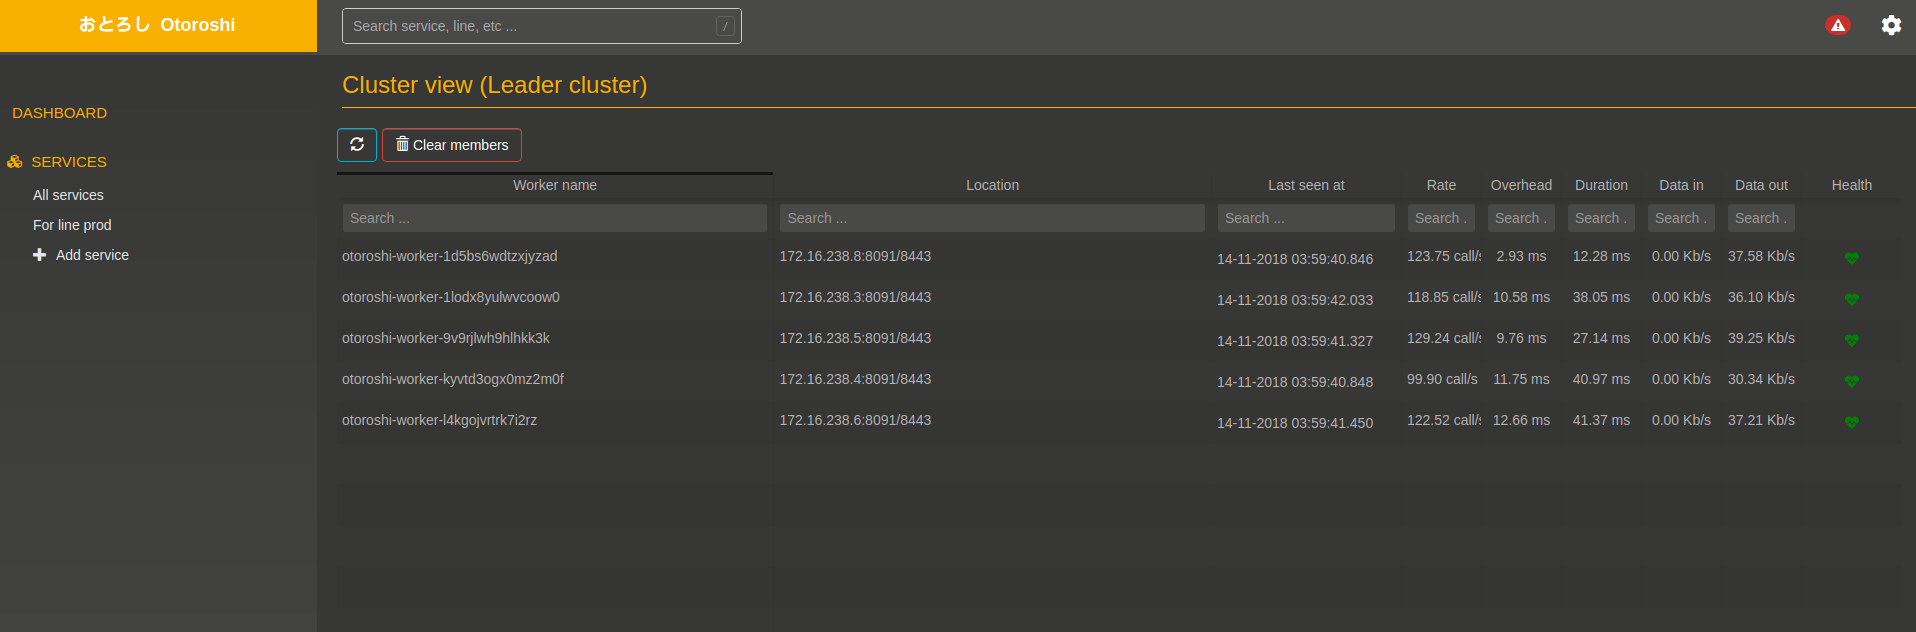 おとろし Otoroshi
Search service, line, etc ... /
Cluster view (Leader cluster)
DASHBOARD
SERVICES
All services
For line prod
Add service
Clear members
Worker name Location Last seen at Rate Overhead Duration Data in Data out Health
Search ... Search ... Search ... Search . Search . Search . Search . Search .
otoroshi-worker-1d5bs6wdtzxjyzad 172.16.238.8:8091/8443 14-11-2018 03:59:40.846 123.75 call/s 2.93 ms 12.28 ms 0.00 Kb/s 37.58 Kb/s
otoroshi-worker-1lodx8yulwvcoow0 172.16.238.3:8091/8443 14-11-2018 03:59:42.033 118.85 call/s 10.58 ms 38.05 ms 0.00 Kb/s 36.10 Kb/s
otoroshi-worker-9v9rjlwh9hlhkk3k 172.16.238.5:8091/8443 14-11-2018 03:59:41.327 129.24 call/s 9.76 ms 27.14 ms 0.00 Kb/s 39.25 Kb/s
otoroshi-worker-kyvtd3ogx0mz2m0f 172.16.238.4:8091/8443 14-11-2018 03:59:40.848 99.90 call/s 11.75 ms 40.97 ms 0.00 Kb/s 30.34 Kb/s
otoroshi-worker-l4kgojvrtrk7i2rz 172.16.238.6:8091/8443 14-11-2018 03:59:41.450 122.52 call/s 12.66 ms 41.37 ms 0.00 Kb/s 37.21 Kb/s